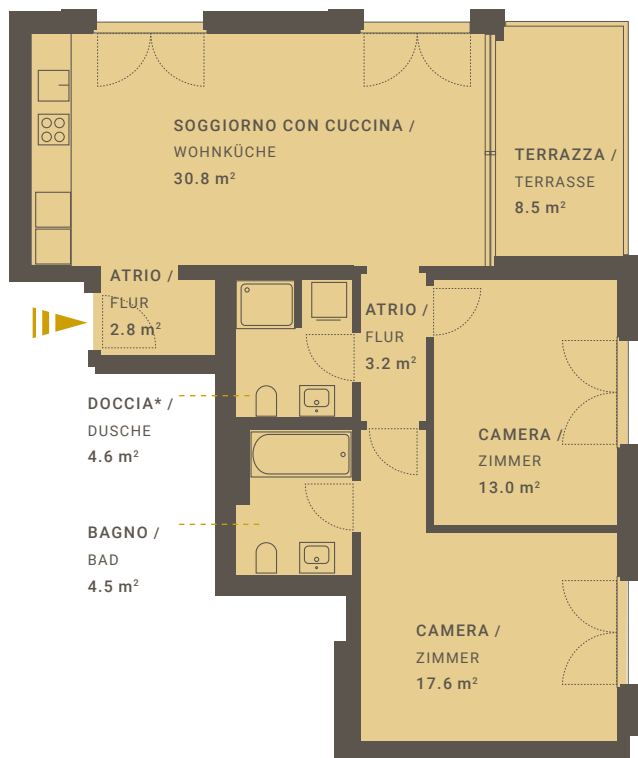 SOGGIORNO CON CUCCINA /
WOHNKÜCHE
30.8 m²
TERRAZZA /
TERRASSE
8.5 m²
ATRIO /
FLUR
2.8 m²
ATRIO /
FLUR
3.2 m²
DOCCIA* /
DUSCHE
4.6 m²
CAMERA /
ZIMMER
13.0 m²
BAGNO /
BAD
4.5 m²
CAMERA /
ZIMMER
17.6 m²